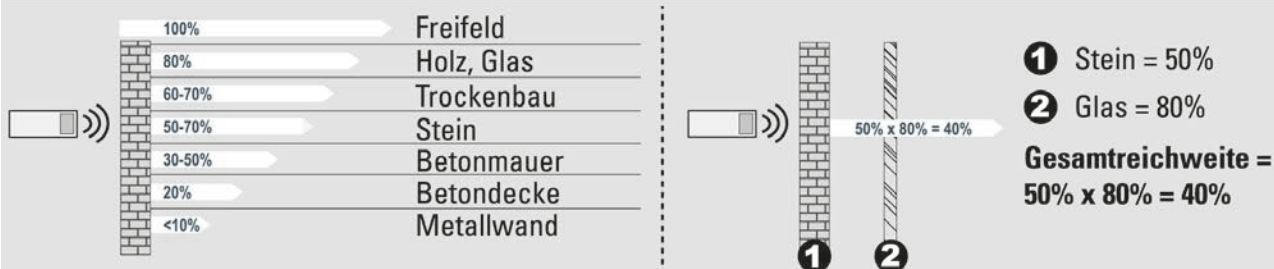 100% Freifeld
80% Holz, Glas
60-70% Trockenbau
50-70% Stein
30-50% Betonmauer
20% Betondecke
<10% Metallwand
50% x 80% = 40%
1 2
1 Stein = 50%
2 Glas = 80%
Gesamtreichweite =
50% x 80% = 40%